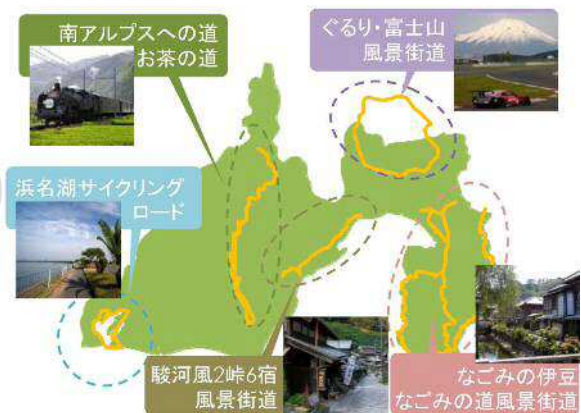 南アルプスへの道
お茶の道
ぐるり・富士山
風景街道
浜名湖サイクリング
ロード
駿河風2峠6宿
風景街道
なごみの伊豆
なごみの道風景街道